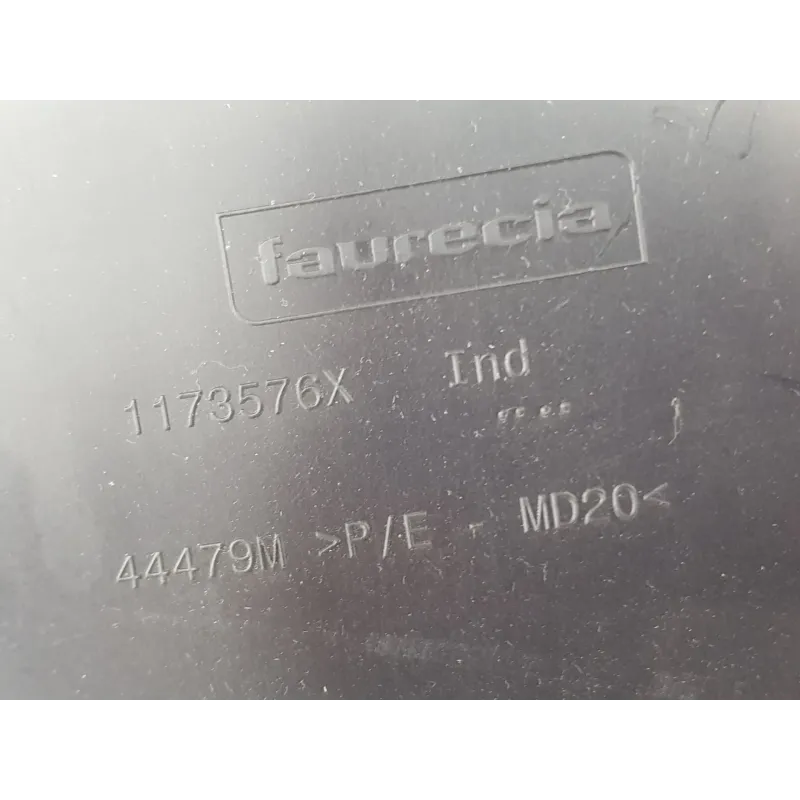 faurecia
1173576X Ind
44479M >P/E - MD20<